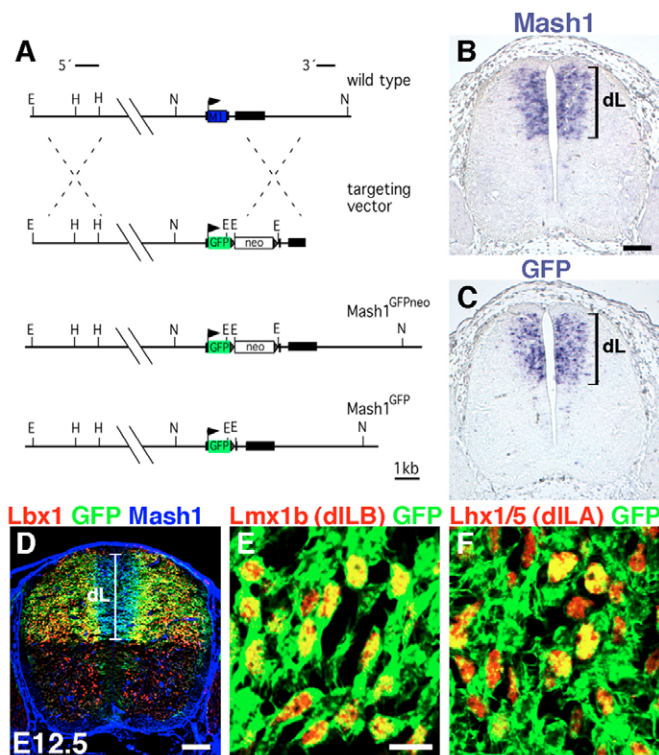 A
5´ 3´
wild type
E H H N N
M1
targeting
vector
H H N EE E
GFP neo
Mash1GFPneo
E H H N EE E N
GFP neo
Mash1GFP
E H H N EE N
GFP
1kb
Mash1
B
dL
GFP
C
dL
Lbx1 GFP Mash1
D
dL
E12.5
Lmx1b (dILB) GFP
E
Lhx1/5 (dILA) GFP
F